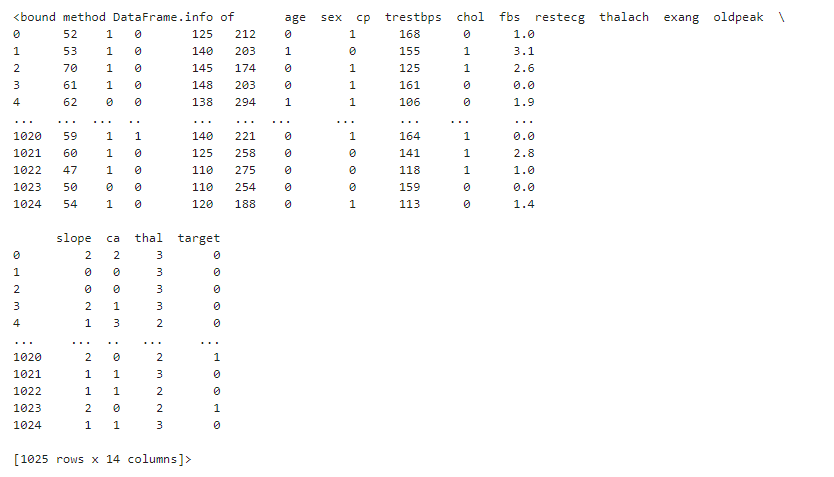 <bound method DataFrame.info of       age  sex  cp  trestbps  chol  fbs  restecg  thalach  exang  oldpeak  \
0      52    1   0       125   212    0        1      168      0      1.0
1      53    1   0       140   203    1        0      155      1      3.1
2      70    1   0       145   174    0        1      125      1      2.6
3      61    1   0       148   203    0        1      161      0      0.0
4      62    0   0       138   294    1        1      106      0      1.9
...   ...  ...  ..       ...   ...  ...      ...      ...    ...      ...
1020   59    1   1       140   221    0        1      164      1      0.0
1021   60    1   0       125   258    0        0      141      1      2.8
1022   47    1   0       110   275    0        0      118      1      1.0
1023   50    0   0       110   254    0        0      159      0      0.0
1024   54    1   0       120   188    0        1      113      0      1.4
      slope  ca  thal  target
0         2   2     3       0
1         0   0     3       0
2         0   0     3       0
3         2   1     3       0
4         1   3     2       0
...     ...  ..   ...     ...
1020      2   0     2       1
1021      1   1     3       0
1022      1   1     2       0
1023      2   0     2       1
1024      1   1     3       0
[1025 rows x 14 columns]>